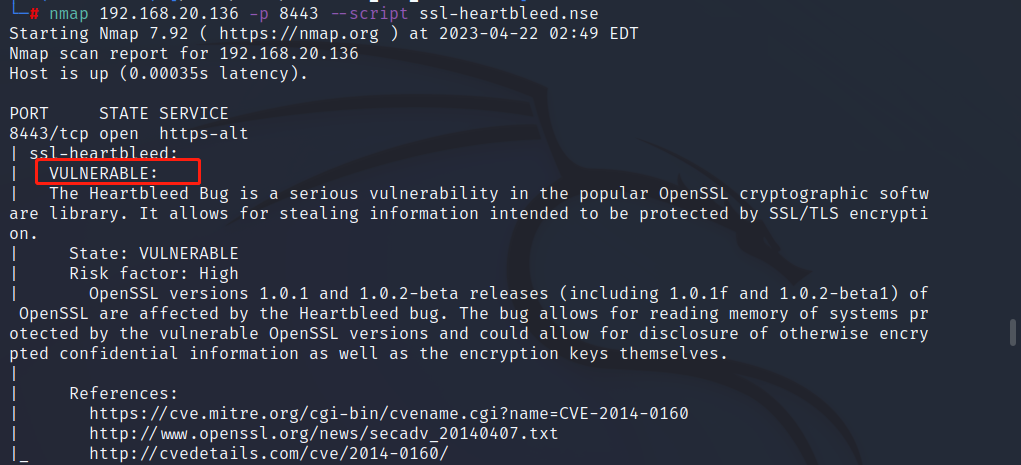 └─# nmap 192.168.20.136 -p 8443 --script ssl-heartbleed.nse
Starting Nmap 7.92 ( https://nmap.org ) at 2023-04-22 02:49 EDT
Nmap scan report for 192.168.20.136
Host is up (0.00035s latency).
PORT     STATE SERVICE
8443/tcp open  https-alt
| ssl-heartbleed:
|   VULNERABLE:
|   The Heartbleed Bug is a serious vulnerability in the popular OpenSSL cryptographic softw
are library. It allows for stealing information intended to be protected by SSL/TLS encrypti
on.
|     State: VULNERABLE
|     Risk factor: High
|       OpenSSL versions 1.0.1 and 1.0.2-beta releases (including 1.0.1f and 1.0.2-beta1) of
 OpenSSL are affected by the Heartbleed bug. The bug allows for reading memory of systems pr
otected by the vulnerable OpenSSL versions and could allow for disclosure of otherwise encry
pted confidential information as well as the encryption keys themselves.
|
|     References:
|       https://cve.mitre.org/cgi-bin/cvename.cgi?name=CVE-2014-0160
|       http://www.openssl.org/news/secadv_20140407.txt
|_      http://cvedetails.com/cve/2014-0160/